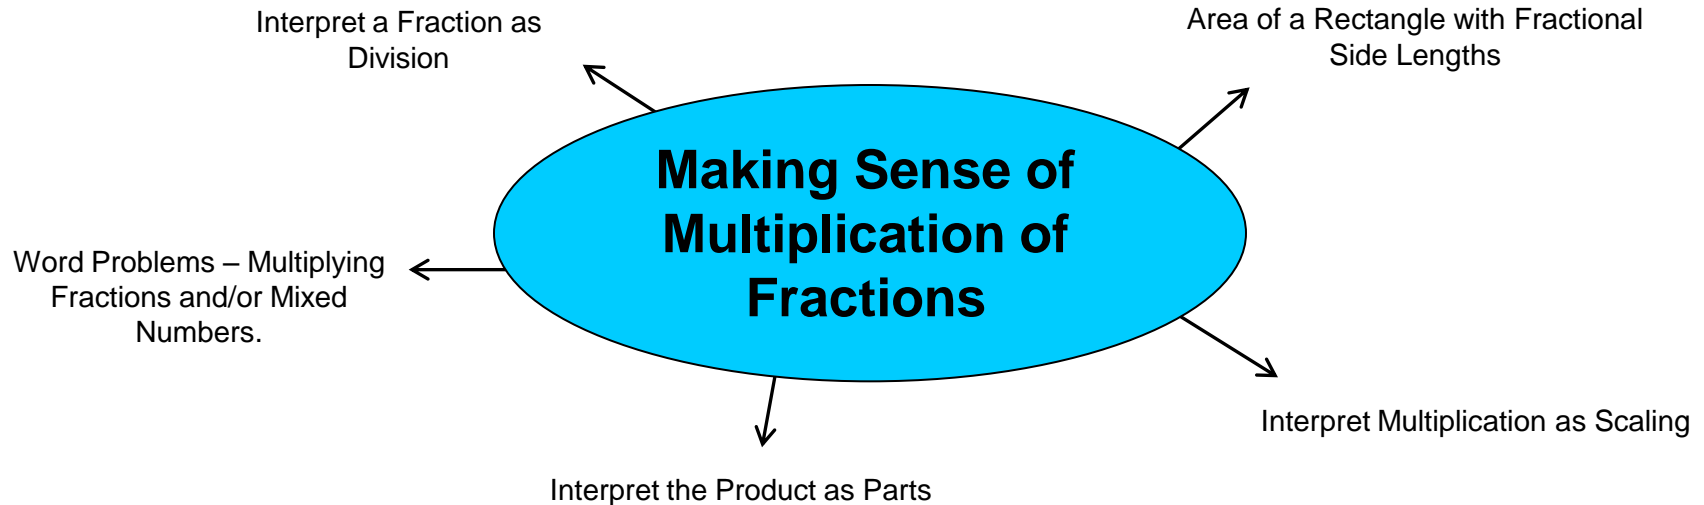 Interpret a Fraction as
Division
Area of a Rectangle with Fractional
Side Lengths
Making Sense of
Multiplication of
Fractions
Word Problems – Multiplying
Fractions and/or Mixed
Numbers.
Interpret Multiplication as Scaling
Interpret the Product as Parts